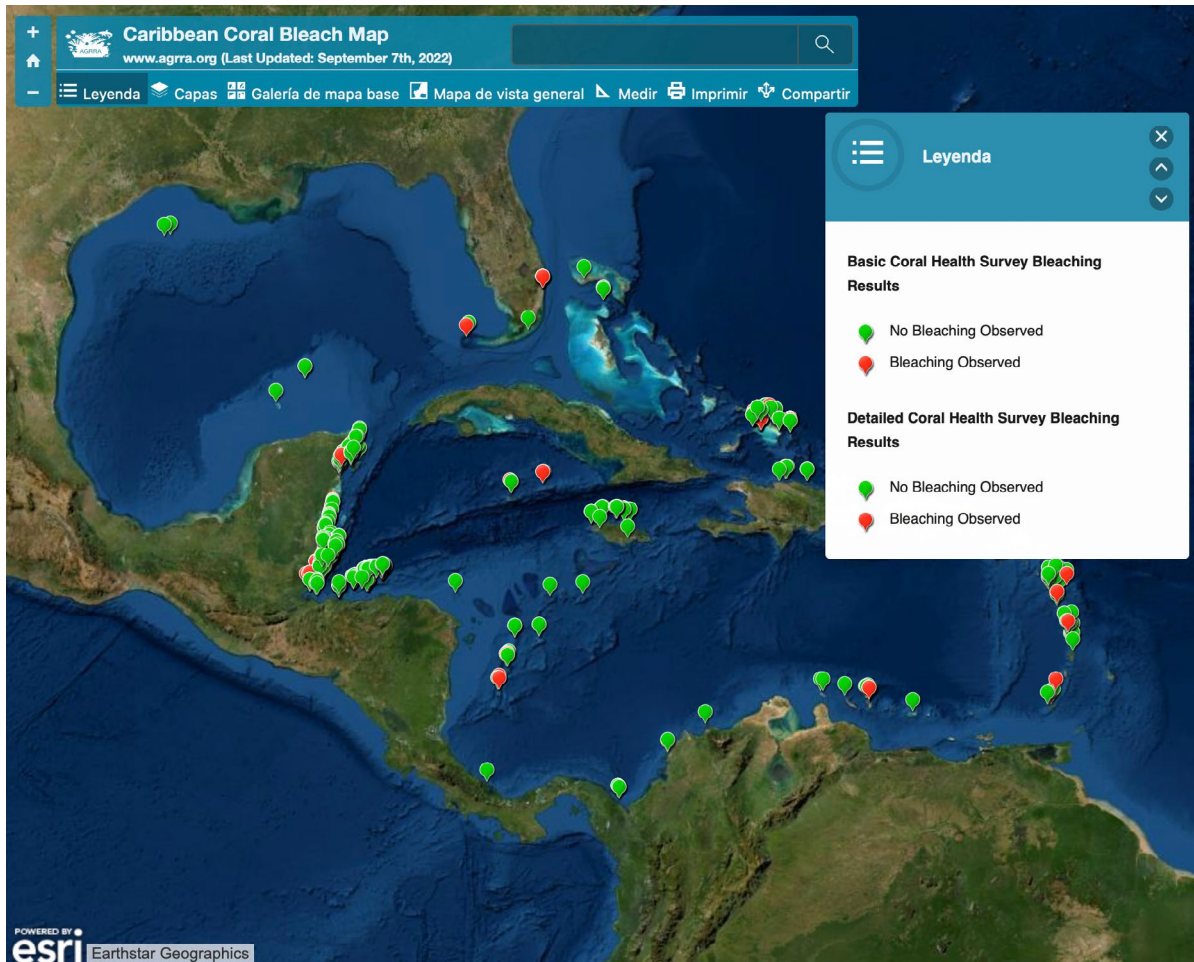 +
Caribbean Coral Bleach Map
AGRRA
www.agrra.org (Last Updated: September 7th, 2022)
−
Leyenda Capas Galería de mapa base Mapa de vista general Medir Imprimir Compartir
Leyenda
Basic Coral Health Survey Bleaching
Results
No Bleaching Observed
Bleaching Observed
Detailed Coral Health Survey Bleaching
Results
No Bleaching Observed
Bleaching Observed
POWERED BY
esri
Earthstar Geographics